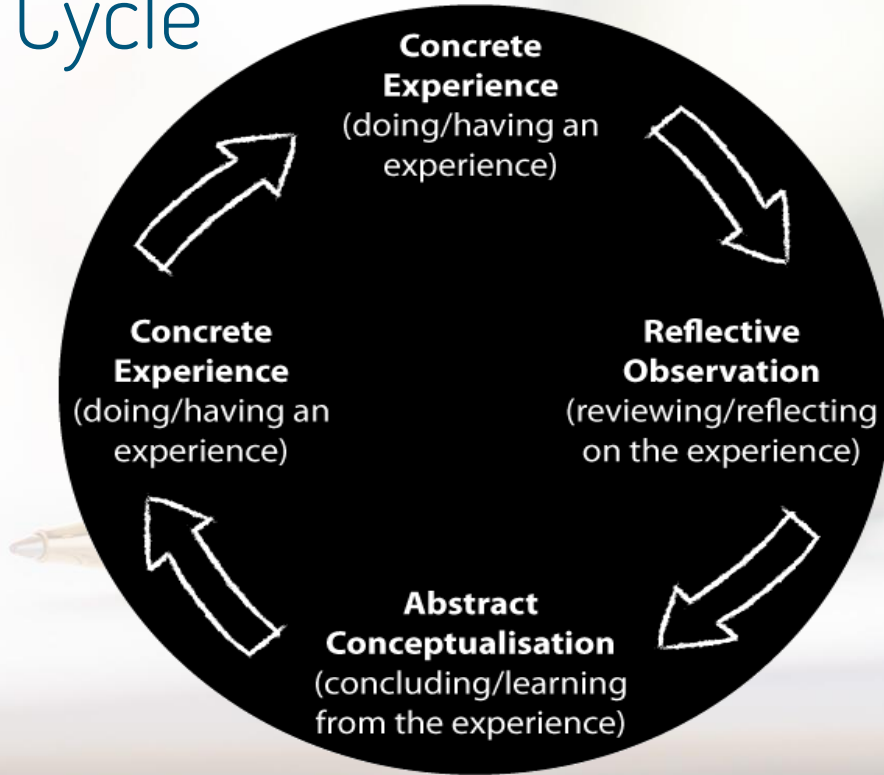 Cycle
Concrete
Experience
(doing/having an
experience)
Reflective
Observation
(reviewing/reflecting
on the experience)
Abstract
Conceptualisation
(concluding/learning
from the experience)
Concrete
Experience
(doing/having an
experience)